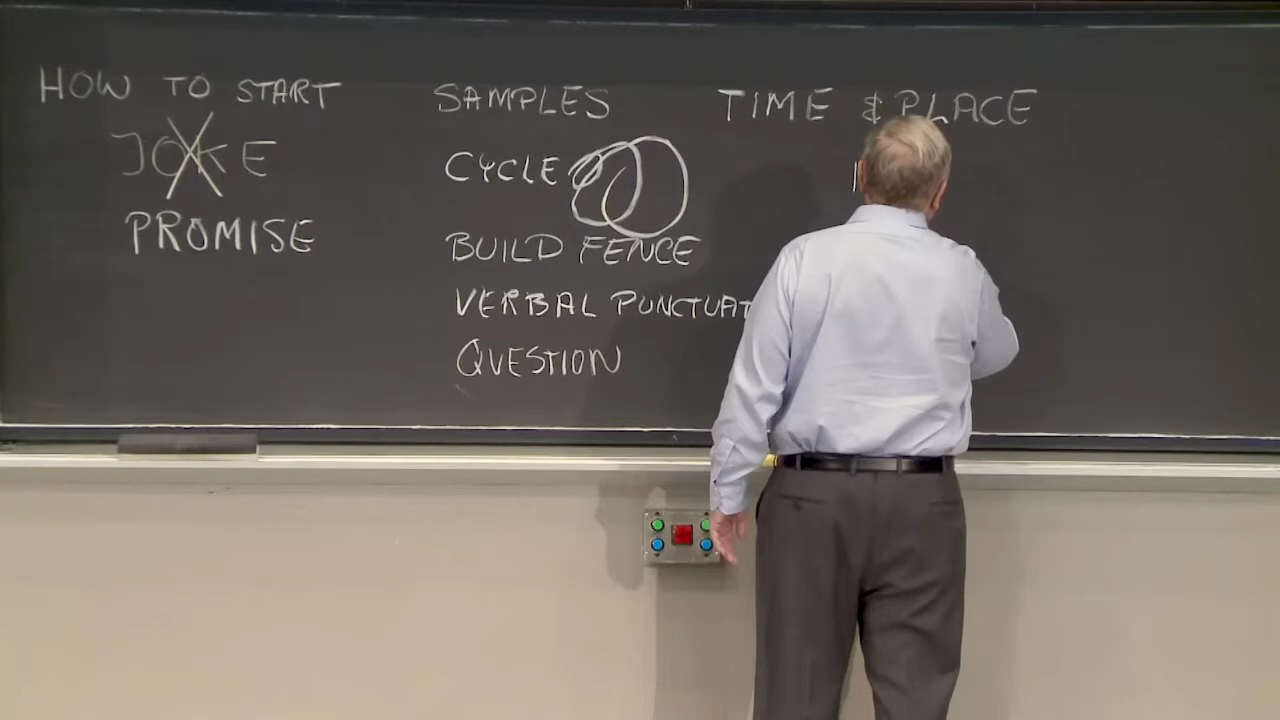 HOW TO START
JOKE
PROMISE
SAMPLES
CYCLE
BUILD FENCE
VERBAL PUNCTUAT
QUESTION
TIME & PLACE